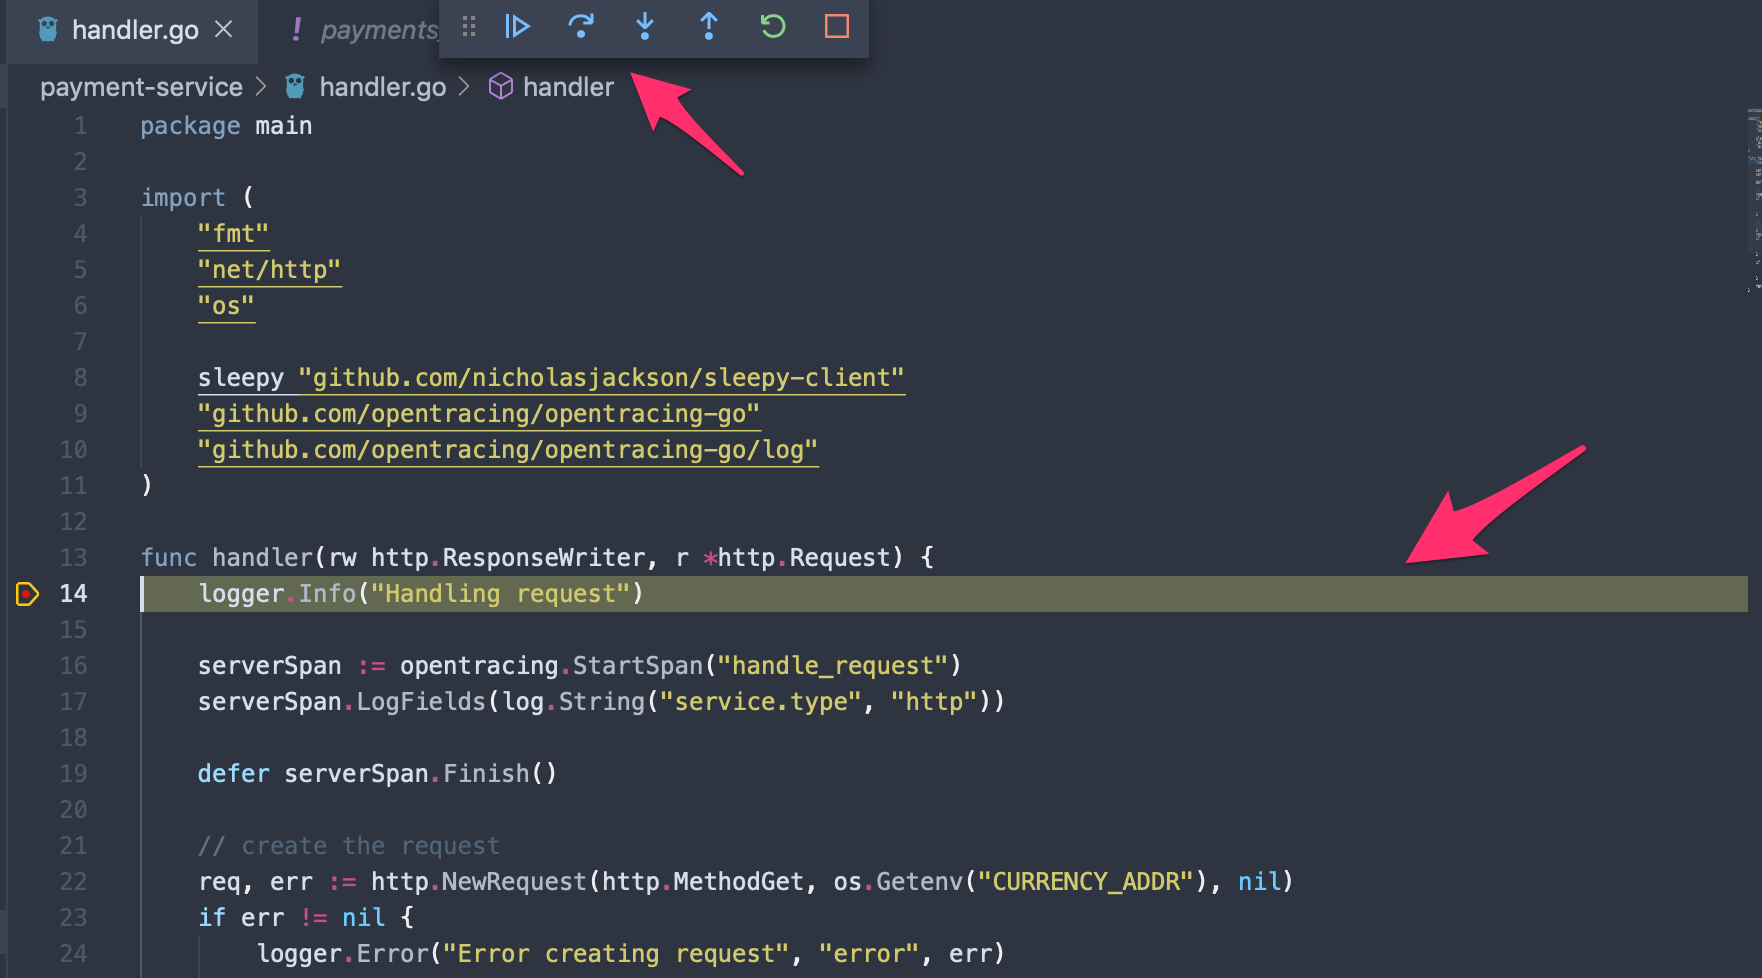 handler.go
! payments
payment-service > handler.go > handler
1 package main
2
3 import (
4 "fmt"
5 "net/http"
6 "os"
7
8 sleepy "github.com/nicholasjackson/sleepy-client"
9 "github.com/opentracing/opentracing-go"
10 "github.com/opentracing/opentracing-go/log"
11 )
12
13 func handler(rw http.ResponseWriter, r *http.Request) {
14 logger.Info("Handling request")
15
16 serverSpan := opentracing.StartSpan("handle_request")
17 serverSpan.LogFields(log.String("service.type", "http"))
18
19 defer serverSpan.Finish()
20
21 // create the request
22 req, err := http.NewRequest(http.MethodGet, os.Getenv("CURRENCY_ADDR"), nil)
23 if err != nil {
24 logger.Error("Error creating request", "error", err)